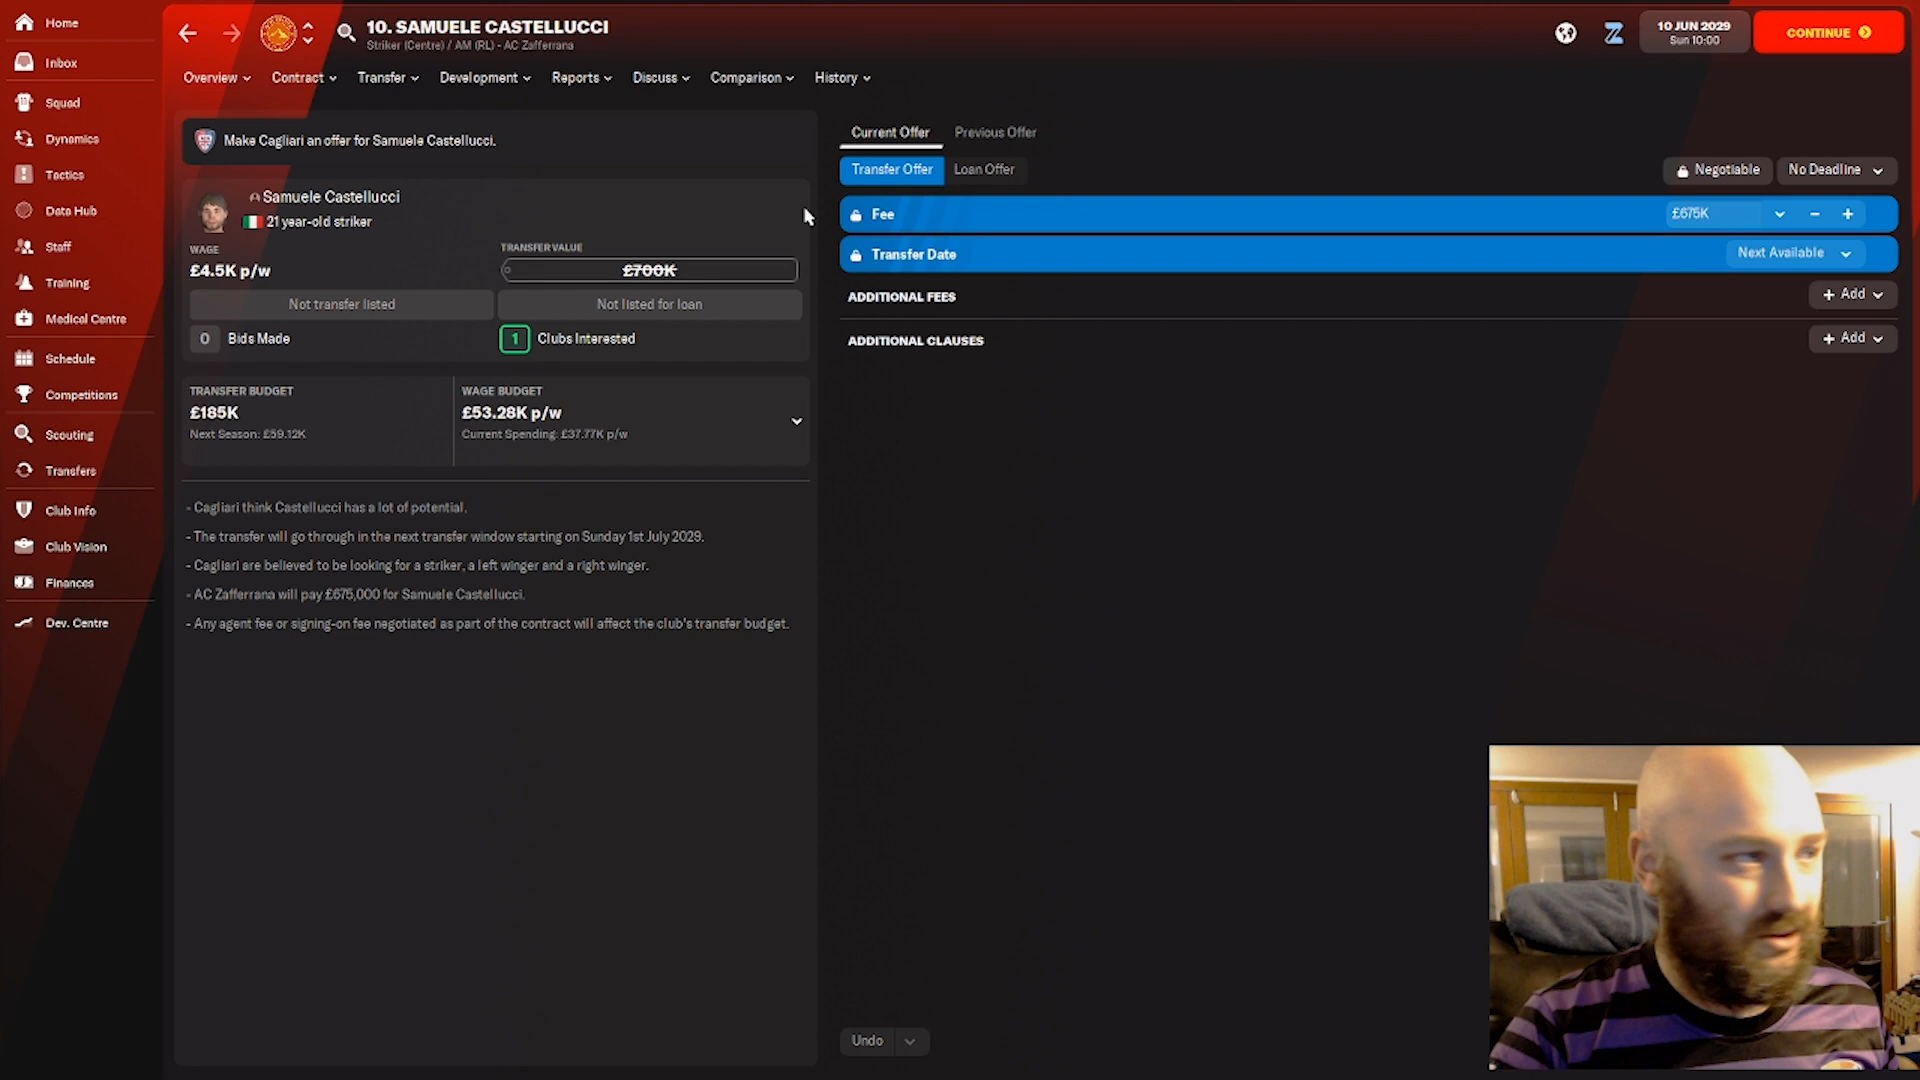 Home
Inbox
Squad
Dynamics
Tactics
Data Hub
Staff
Training
Medical Centre
Schedule
Competitions
Scouting
Transfers
Club Info
Club Vision
Finances
Dev. Centre
10. SAMUELE CASTELLUCCI
Striker (Centre) / AM (RL) - AC Zafferrana
10 JUN 2029
Sun 10:00
CONTINUE
Overview Contract Transfer Development Reports Discuss Comparison History
Make Cagliari an offer for Samuele Castellucci.
Samuele Castellucci
21 year-old striker
WAGE
£4.5K p/w
TRANSFER VALUE
£700K
Not transfer listed
Not listed for loan
0 Bids Made
1 Clubs Interested
TRANSFER BUDGET
£185K
Next Season: £59.12K
WAGE BUDGET
£53.28K p/w
Current Spending: £37.77K p/w
- Cagliari think Castellucci has a lot of potential.
- The transfer will go through in the next transfer window starting on Sunday 1st July 2029.
- Cagliari are believed to be looking for a striker, a left winger and a right winger.
- AC Zafferrana will pay £675,000 for Samuele Castellucci.
- Any agent fee or signing-on fee negotiated as part of the contract will affect the club's transfer budget.
Current Offer Previous Offer
Transfer Offer Loan Offer
Negotiable No Deadline
Fee £675K
Transfer Date Next Available
ADDITIONAL FEES + Add
ADDITIONAL CLAUSES + Add
Undo